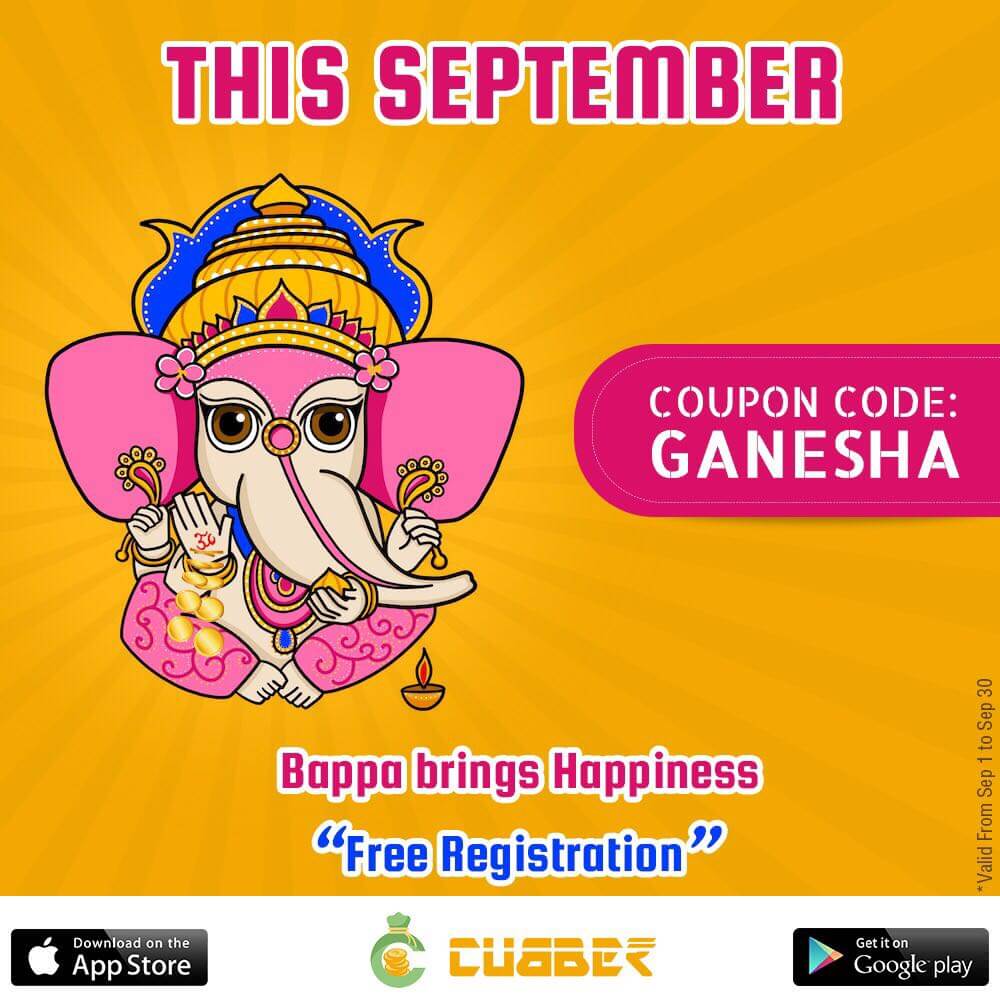 THIS SEPTEMBER
COUPON CODE:
GANESHA
ॐ
Bappa brings Happiness
“Free Registration”
*Valid From Sep 1 to Sep 30
Download on the
App Store
CUBBER
Get it on
Google play